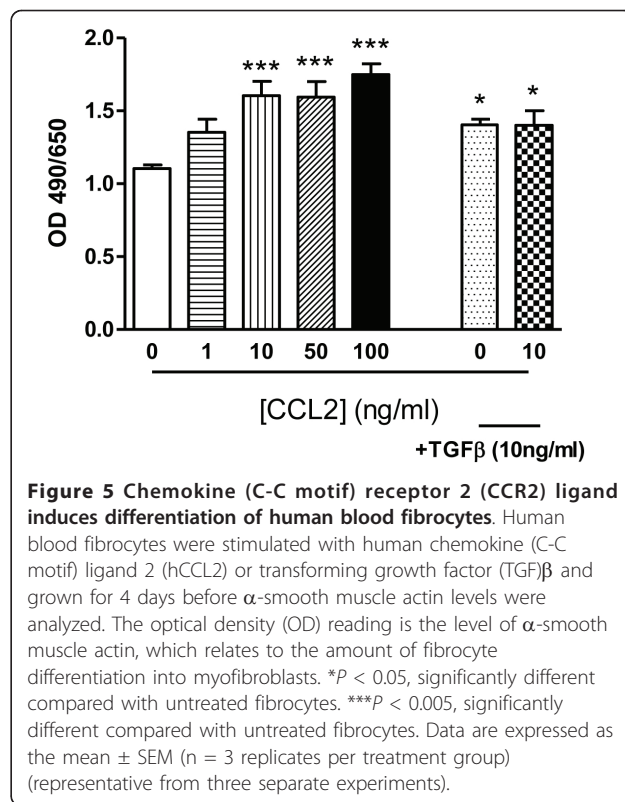 2.0
1.5
1.0
0.5
0.0
OD 490/650
*** *** ***
* *
0 1 10 50 100 0 10
[CCL2] (ng/ml)
+TGFβ (10ng/ml)
Figure 5 Chemokine (C-C motif) receptor 2 (CCR2) ligand
induces differentiation of human blood fibrocytes. Human
blood fibrocytes were stimulated with human chemokine (C-C
motif) ligand 2 (hCCL2) or transforming growth factor (TGF)β and
grown for 4 days before α-smooth muscle actin levels were
analyzed. The optical density (OD) reading is the level of α-smooth
muscle actin, which relates to the amount of fibrocyte
differentiation into myofibroblasts. *P < 0.05, significantly different
compared with untreated fibrocytes. ***P < 0.005, significantly
different compared with untreated fibrocytes. Data are expressed as
the mean ± SEM (n = 3 replicates per treatment group)
(representative from three separate experiments).